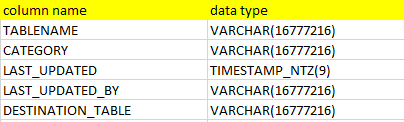 column name data type
TABLENAME VARCHAR(16777216)
CATEGORY VARCHAR(16777216)
LAST_UPDATED TIMESTAMP_NTZ(9)
LAST_UPDATED_BY VARCHAR(16777216)
DESTINATION_TABLE VARCHAR(16777216)